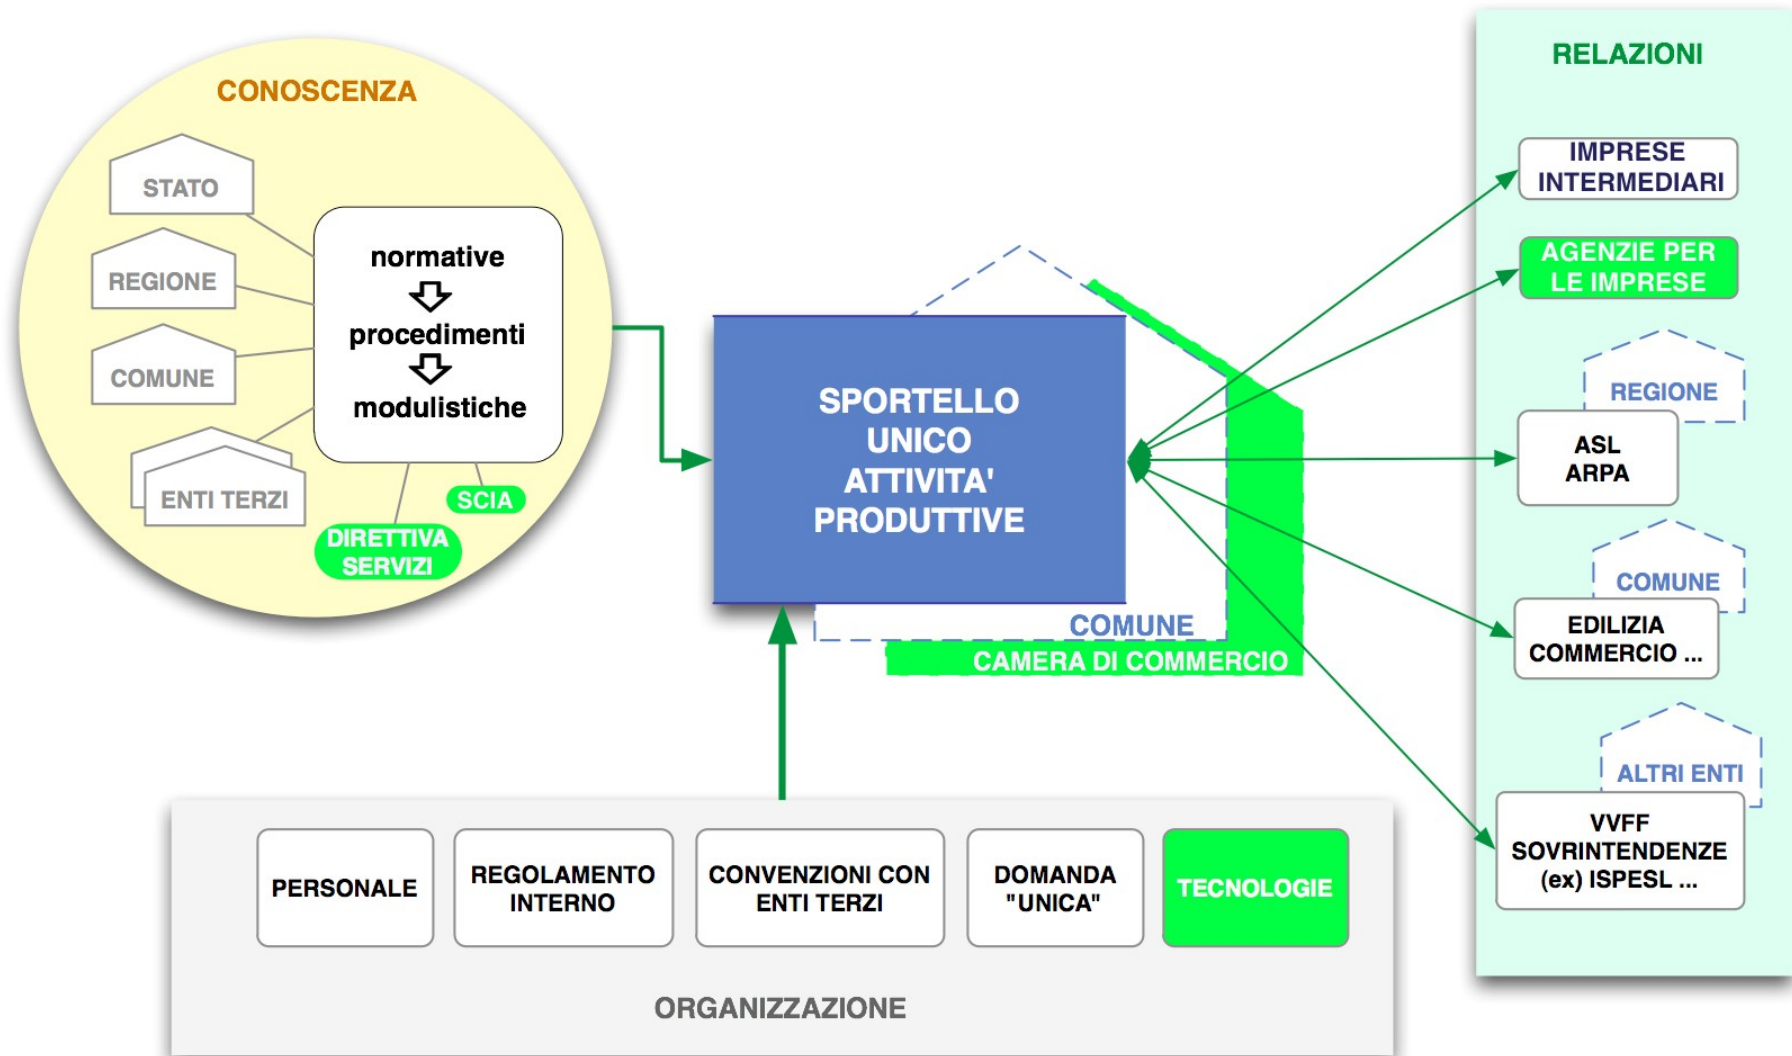 CONOSCENZA
STATO
REGIONE
COMUNE
ENTI TERZI
normative
procedimenti
modulistiche
SCIA
DIRETTIVA
SERVIZI
SPORTELLO
UNICO
ATTIVITA'
PRODUTTIVE
COMUNE
CAMERA DI COMMERCIO
RELAZIONI
IMPRESE
INTERMEDIARI
AGENZIE PER
LE IMPRESE
REGIONE
ASL
ARPA
COMUNE
EDILIZIA
COMMERCIO ...
ALTRI ENTI
VVFF
SOVRINTENDENZE
(ex) ISPESL ...
PERSONALE
REGOLAMENTO
INTERNO
CONVENZIONI CON
ENTI TERZI
DOMANDA
"UNICA"
TECNOLOGIE
ORGANIZZAZIONE